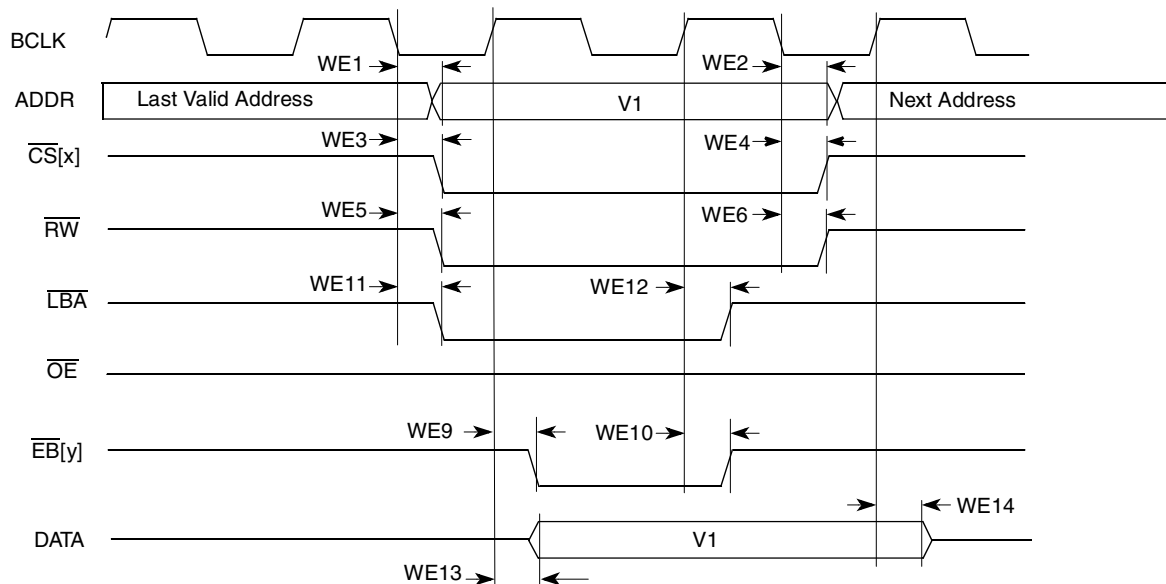 BCLK
WE1
WE2
ADDR
Last Valid Address
V1
Next Address
WE3
WE4
CS[x]
WE5
WE6
RW
WE11
WE12
LBA
OE
WE9
WE10
EB[y]
WE14
DATA
V1
WE13